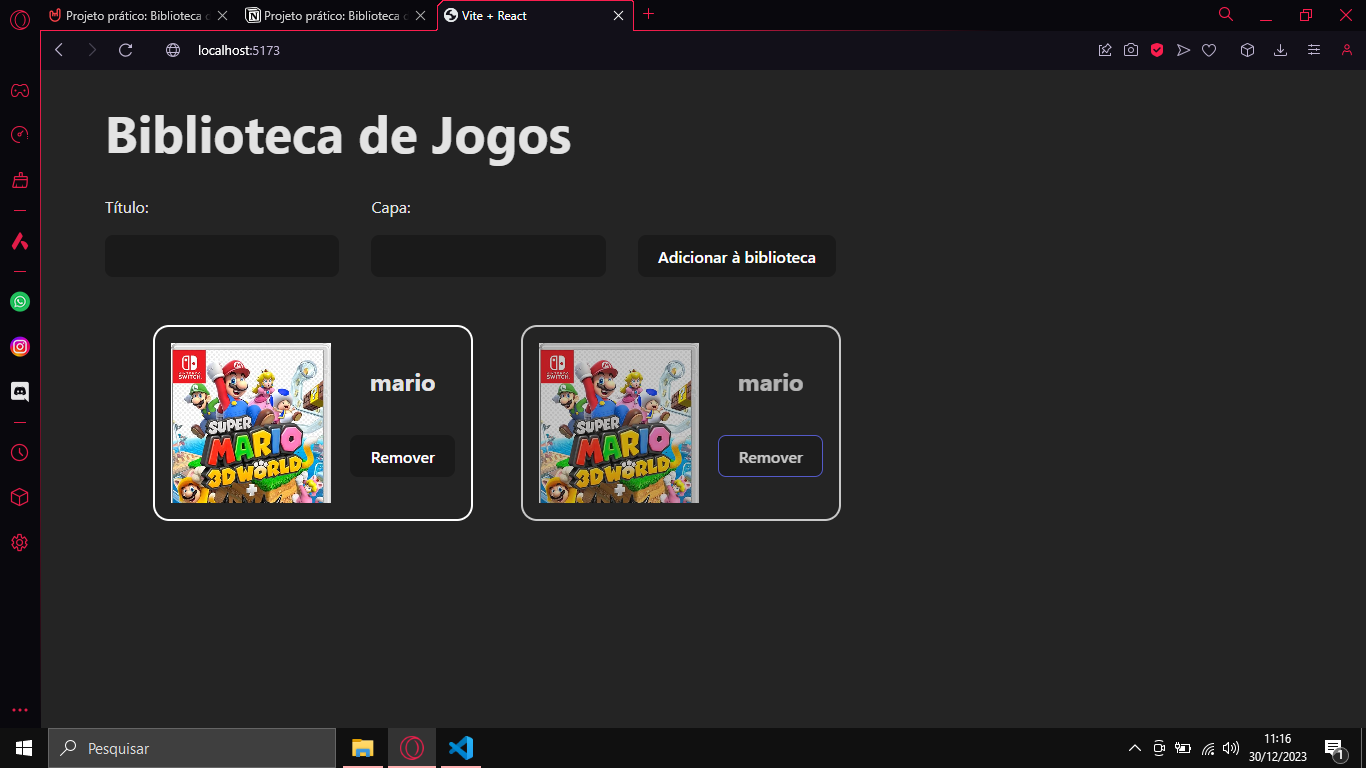 Projeto prático: Biblioteca d
Projeto prático: Biblioteca d
Vite + React
localhost:5173
Biblioteca de Jogos
Título:
Capa:
Adicionar à biblioteca
NINTENDO
SWITCH
SUPER
MARIO
3D WORLD
mario
Remover
NINTENDO
SWITCH
SUPER
MARIO
3D WORLD
mario
Remover
Pesquisar
11:16
30/12/2023
1